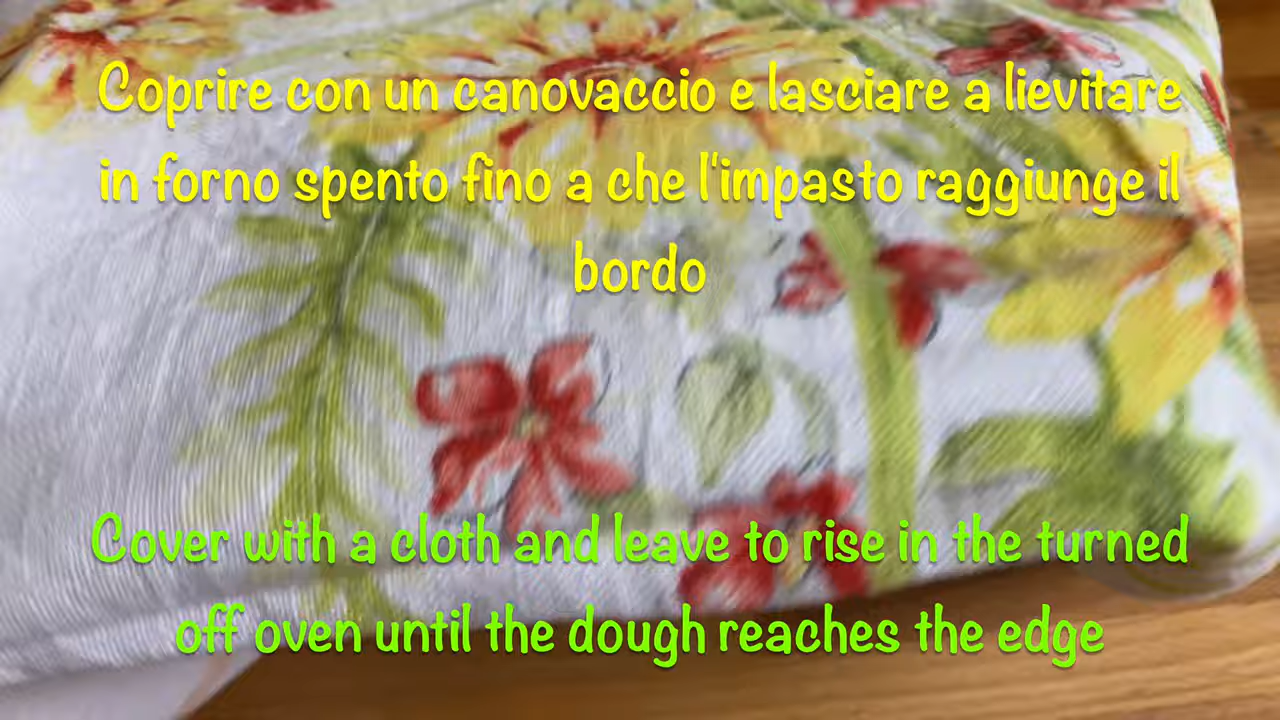 Coprire con un canovaccio e lasciare a lievitare
in forno spento fino a che l'impasto raggiunge il
bordo
Cover with a cloth and leave to rise in the turned
off oven until the dough reaches the edge